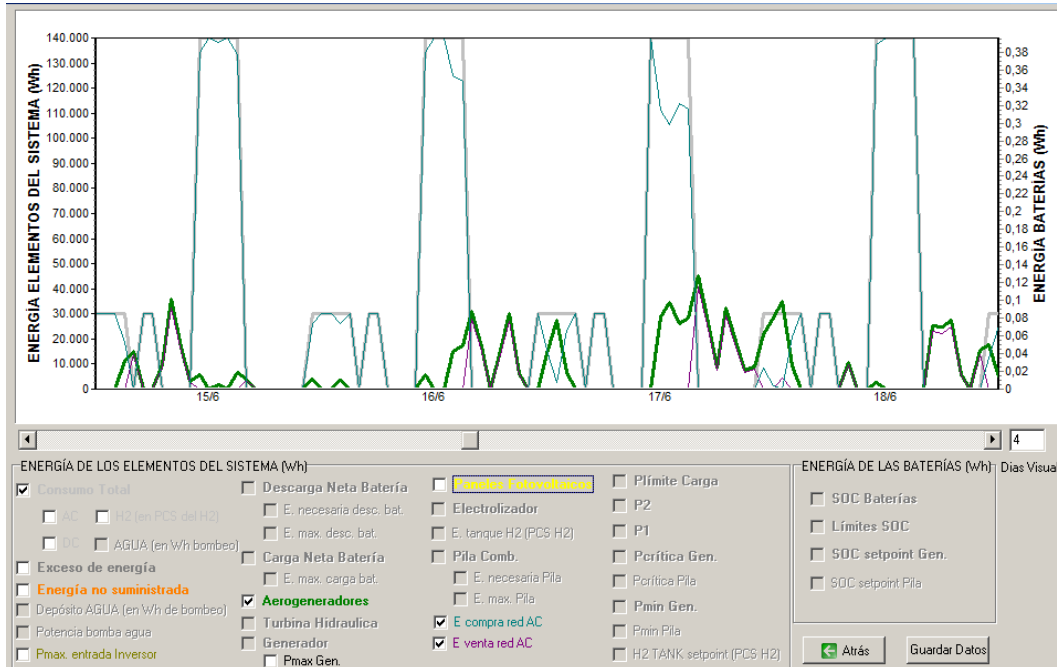 ENERGÍA ELEMENTOS DEL SISTEMA (Wh)
140.000
130.000
120.000
110.000
100.000
90.000
80.000
70.000
60.000
50.000
40.000
30.000
20.000
10.000
0
15/6
16/6
17/6
18/6
0,38
0,36
0,34
0,32
0,3
0,28
0,26
0,24
0,22
0,2
0,18
0,16
0,14
0,12
0,1
0,08
0,06
0,04
0,02
0
ENERGÍA BATERÍAS (Wh)
4
ENERGÍA DE LOS ELEMENTOS DEL SISTEMA (Wh)
Consumo Total
AC
H2 (en PCS del H2)
DC
AGUA (en Wh bombeo)
Exceso de energía
Energía no suministrada
Depósito AGUA (en Wh de bombeo)
Potencia bomba agua
Pmax. entrada Inversor
Descarga Neta Batería
E. necesaria desc. bat.
E. max. desc. bat.
Carga Neta Batería
E. max. carga bat.
Aerogeneradores
Turbina Hidraulica
Generador
Pmax Gen.
Paneles Fotovoltaicos
Electrolizador
E. tanque H2 (PCS H2)
Pila Comb.
E. necesaria Pila
E. max. Pila
E compra red AC
E venta red AC
Plímite Carga
P2
P1
Pcrítica Gen.
Pcrítica Pila
Pmin Gen.
Pmin Pila
H2 TANK setpoint (PCS H2)
ENERGÍA DE LAS BATERÍAS (Wh)
Dias Visua
SOC Baterías
Límites SOC
SOC setpoint Gen.
SOC setpoint Pila
Atrás
Guardar Datos